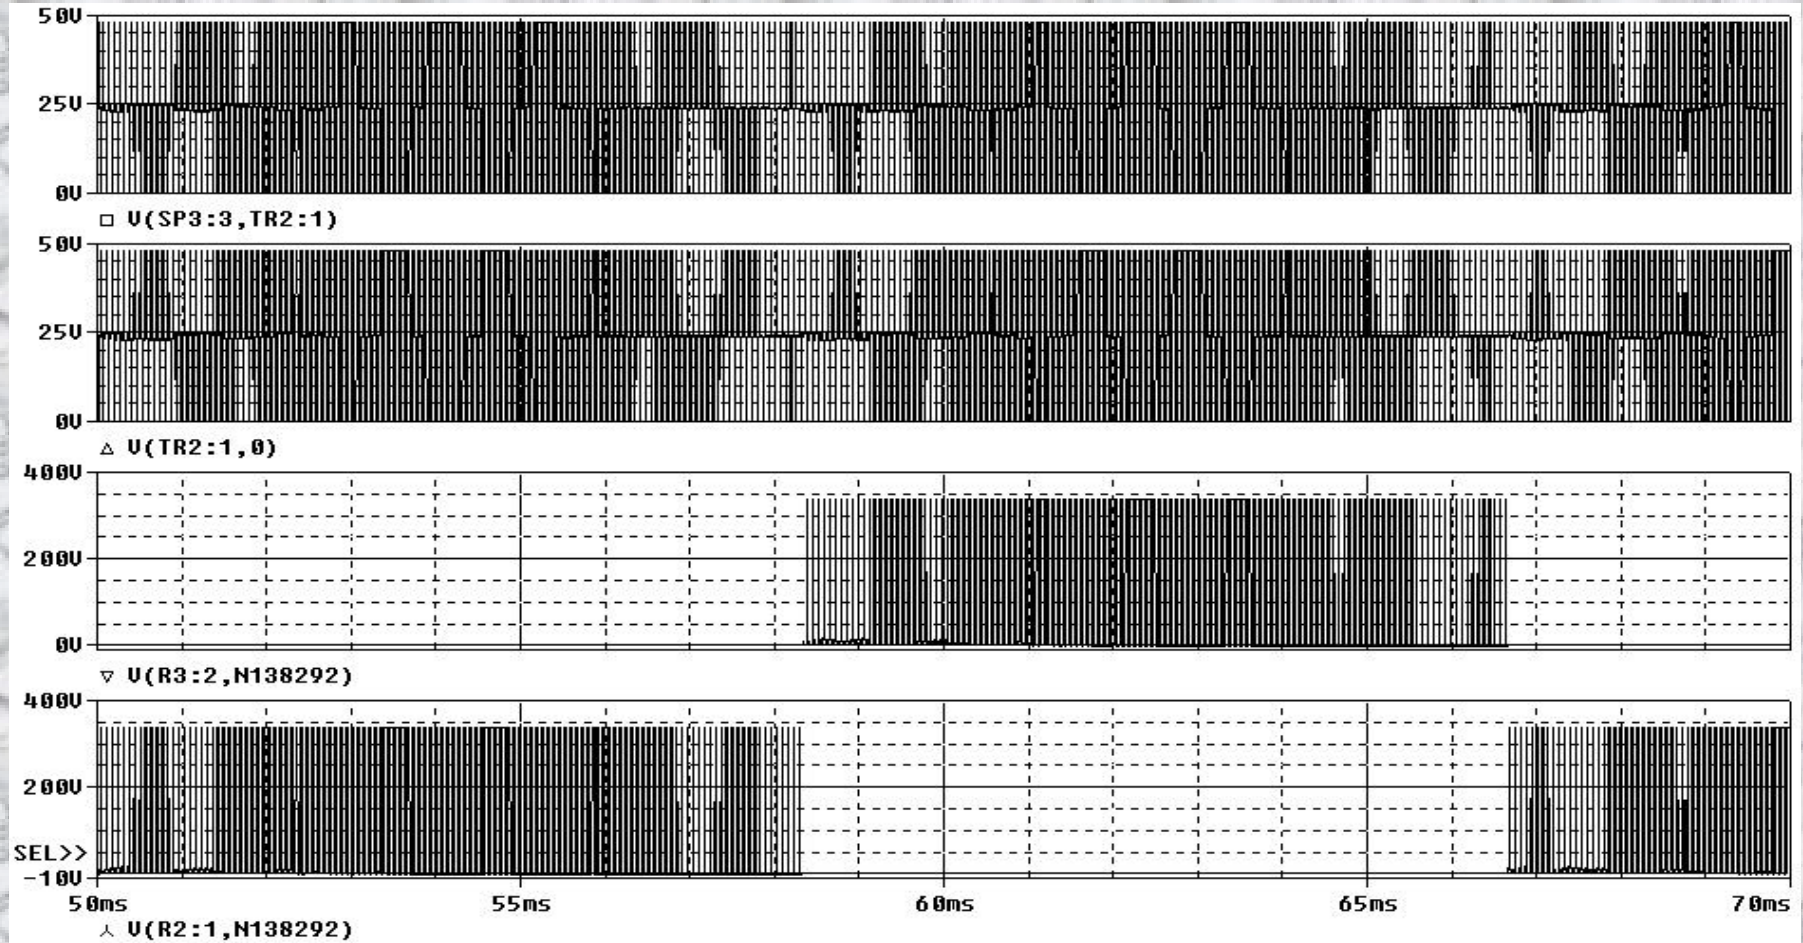 50V
25V
0V
V(SP3:3,TR2:1)
50V
25V
0V
V(TR2:1,0)
400V
200V
0V
V(R3:2,N138292)
400V
200V
SEL>>
-10V
50ms 55ms 60ms 65ms 70ms
V(R2:1,N138292)